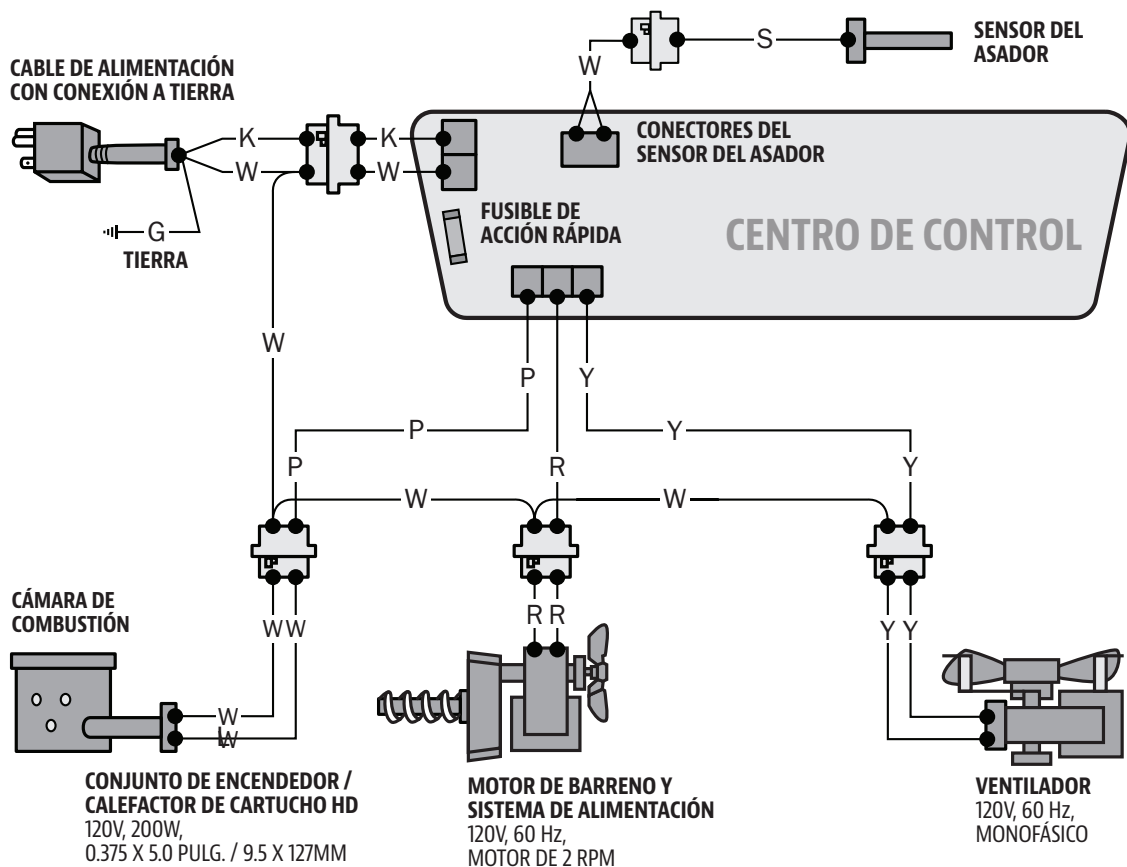 SENSOR DEL
ASADOR
S
W
CABLE DE ALIMENTACIÓN
CON CONEXIÓN A TIERRA
K
K
W
W
G
TIERRA
CONECTORES DEL
SENSOR DEL ASADOR
FUSIBLE DE
ACCIÓN RÁPIDA
CENTRO DE CONTROL
W
P
Y
P
Y
P
R
Y
W
W
CÁMARA DE
COMBUSTIÓN
W W
R R
Y Y
W
W
CONJUNTO DE ENCENDEDOR /
CALEFACTOR DE CARTUCHO HD
120V, 200W,
0.375 X 5.0 PULG. / 9.5 X 127MM
MOTOR DE BARRENO Y
SISTEMA DE ALIMENTACIÓN
120V, 60 Hz,
MOTOR DE 2 RPM
VENTILADOR
120V, 60 Hz,
MONOFÁSICO